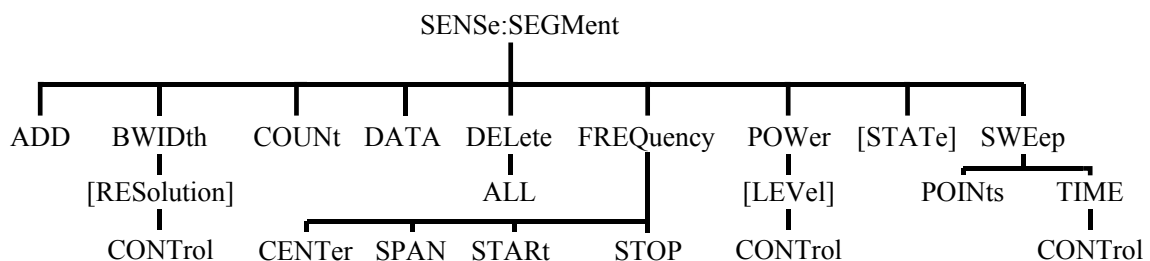 SENSe:SEGMent
ADD BWIDth COUNt DATA DELete FREQuency POWer [STATe] SWEep
[RESolution] ALL [LEVel] POINts TIME
CONTrol CENTer SPAN STARt STOP CONTrol CONTrol